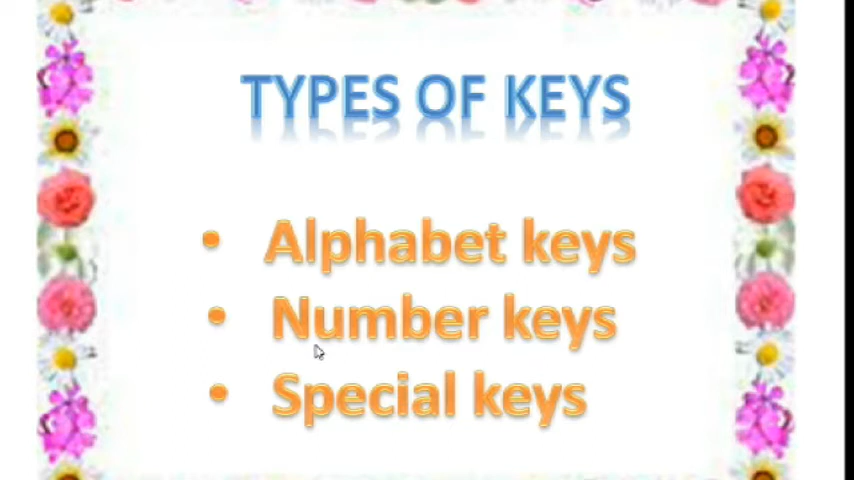 TYPES OF KEYS
• Alphabet keys
• Number keys
• Special keys